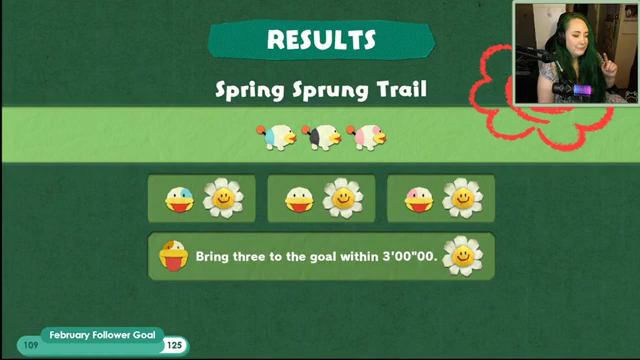 RESULTS
Spring Sprung Trail
Bring three to the goal within 3'00"00.
February Follower Goal
109
125